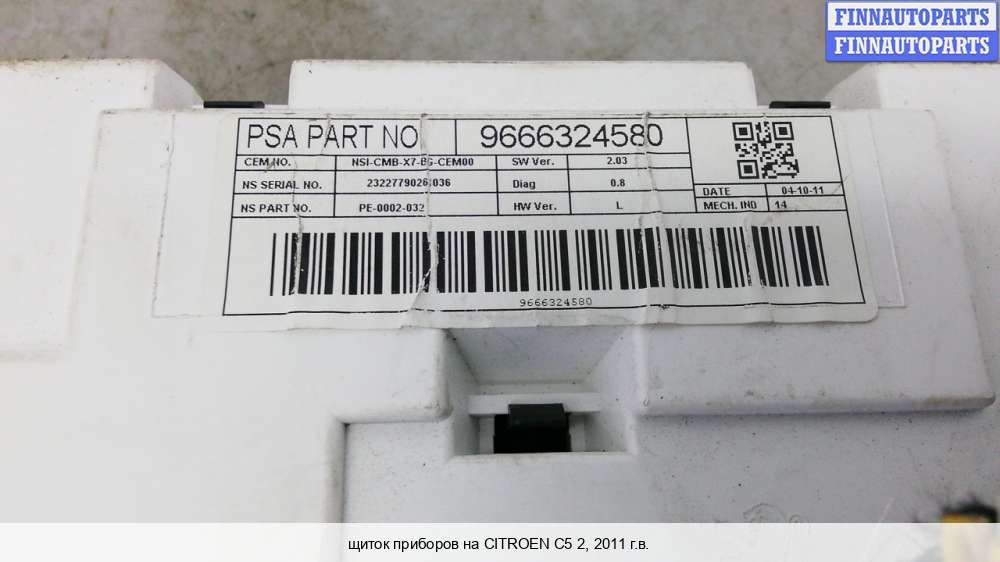 FINNAUTOPARTS
FINNAUTOPARTS
PSA PART NO 9666324580
CEM NO. NSI-CMB-X7-BG-CEM00 SW Ver. 2.03
NS SERIAL NO. 2322779026036 Diag 0.8 DATE 04-10-11
NS PART NO. PE-0002-032 HW Ver. L MECH. IND 14
9666324580
щиток приборов на CITROEN C5 2, 2011 г.в.